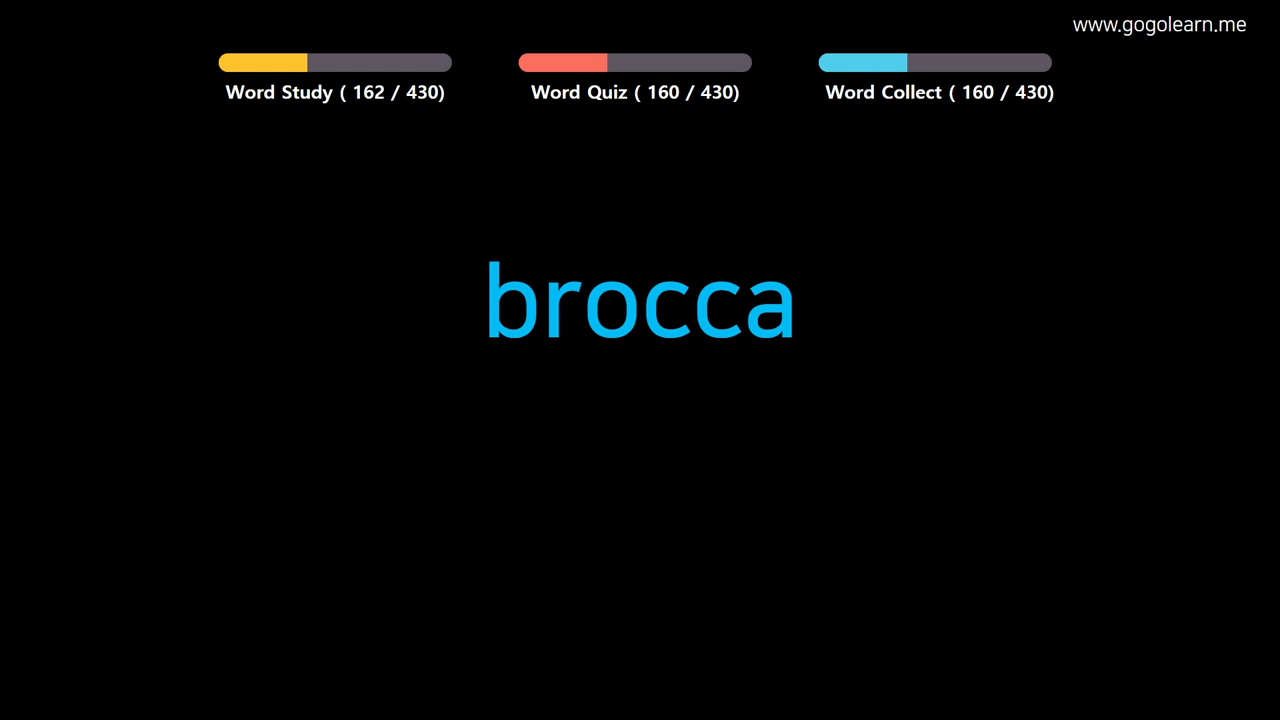 www.gogolearn.me
Word Study ( 162 / 430)
Word Quiz ( 160 / 430)
Word Collect ( 160 / 430)
brocca